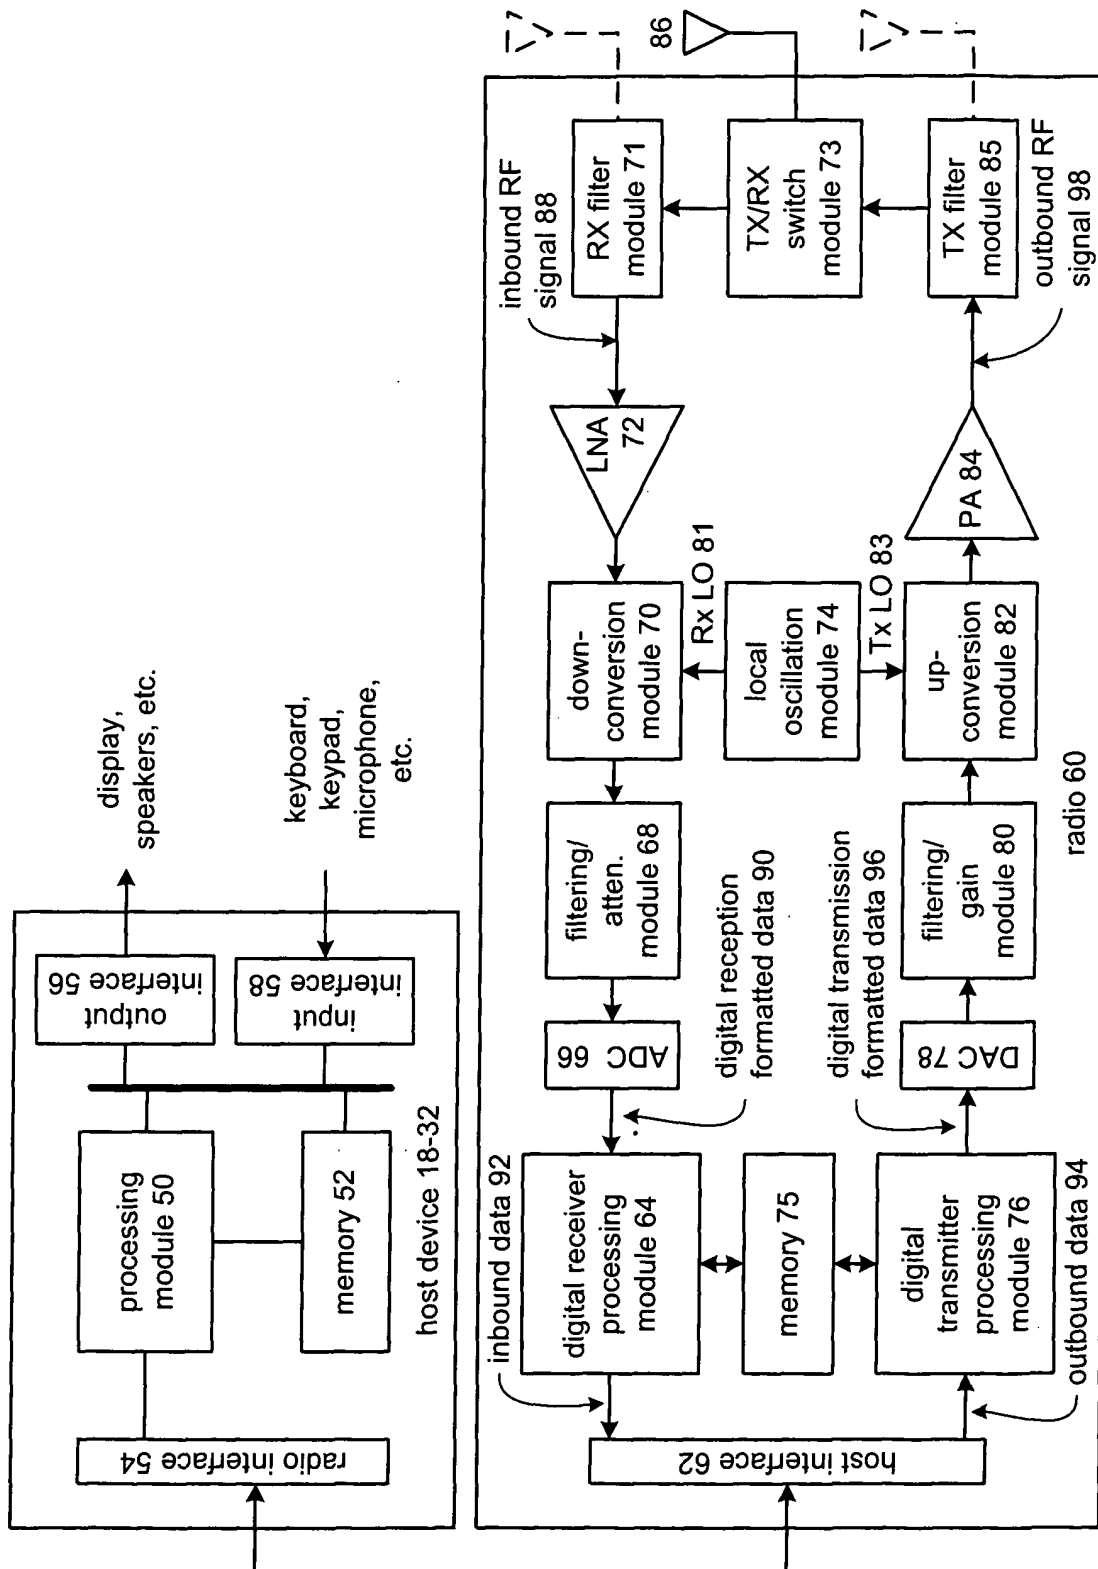 display,
speakers, etc.
keyboard,
keypad,
microphone,
etc.
output
interface 56
input
interface 58
processing
module 50
memory 52
radio interface 54
host device 18-32
86
inbound RF
signal 88
RX filter
module 71
TX/RX
switch
module 73
TX filter
module 85
outbound RF
signal 98
LNA
72
PA 84
down-
conversion
module 70
Rx LO 81
local
oscillation
module 74
Tx LO 83
up-
conversion
module 82
filtering/
atten.
module 68
filtering/
gain
module 80
ADC
66
digital reception
formatted data 90
digital transmission
formatted data 96
DAC 78
inbound data 92
digital receiver
processing
module 64
memory 75
digital
transmitter
processing
module 76
outbound data 94
host interface 62
radio 60